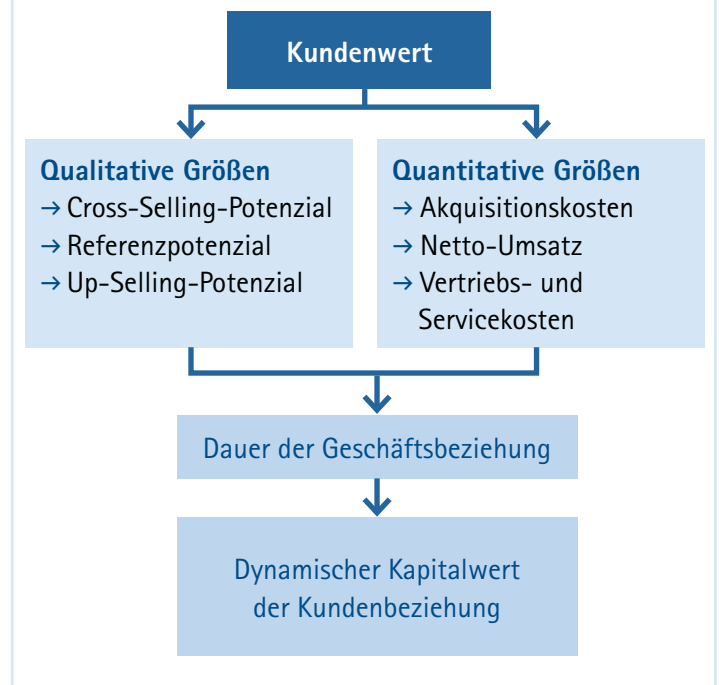 Kundenwert
Qualitative Größen
→ Cross-Selling-Potenzial
→ Referenzpotenzial
→ Up-Selling-Potenzial
Quantitative Größen
→ Akquisitionskosten
→ Netto-Umsatz
→ Vertriebs- und
Servicekosten
Dauer der Geschäftsbeziehung
Dynamischer Kapitalwert
der Kundenbeziehung